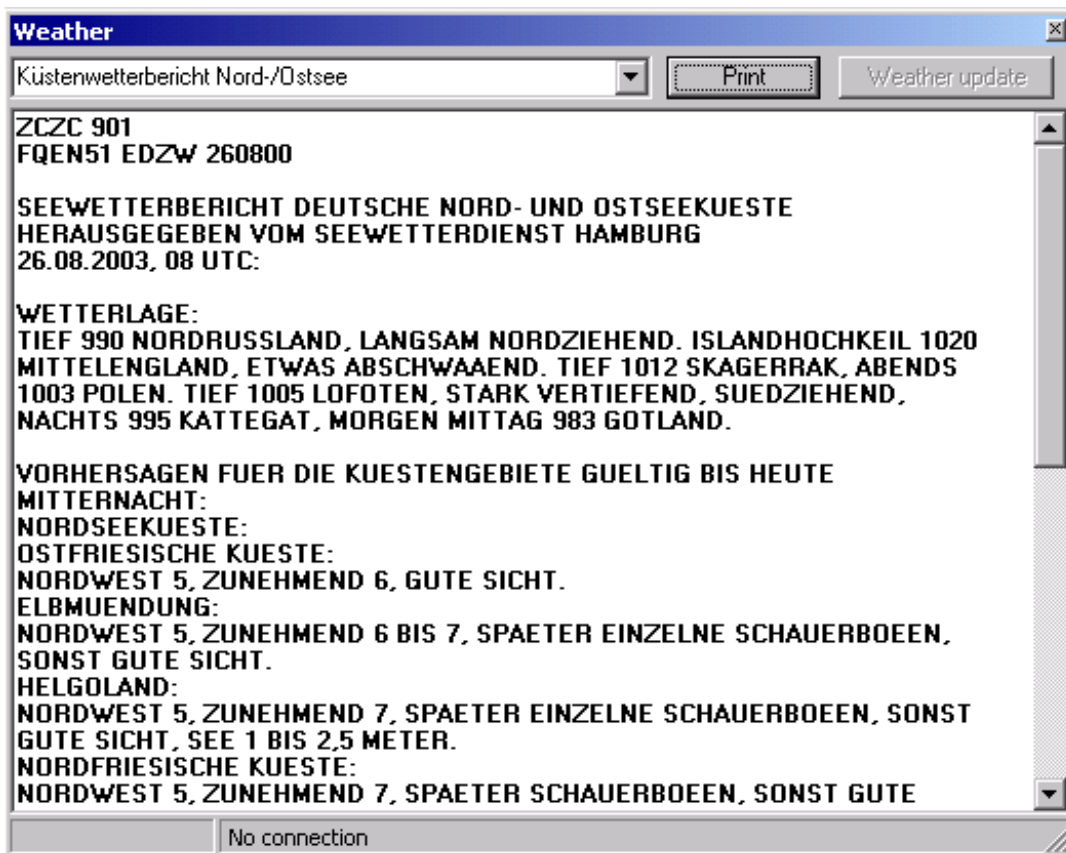 Weather
Küstenwetterbericht Nord-/Ostsee
Print
Weather update
ZCZC 901
FQEN51 EDZW 260800
SEEWETTERBERICHT DEUTSCHE NORD- UND OSTSEEKUESTE
HERAUSGEGEBEN VOM SEEWETTERDIENST HAMBURG
26.08.2003, 08 UTC:
WETTERLAGE:
TIEF 990 NORDRUSSLAND, LANGSAM NORDZIEHEND. ISLANDHOCHKEIL 1020
MITTELENGLAND, ETWAS ABSCHWAAEND. TIEF 1012 SKAGERRAK, ABENDS
1003 POLEN. TIEF 1005 LOFOTEN, STARK VERTIEFEND, SUEDZIEHEND,
NACHTS 995 KATTEGAT, MORGEN MITTAG 983 GOTLAND.
VORHERSAGEN FUER DIE KUESTENGEBIETE GUELTIG BIS HEUTE
MITTERNACHT:
NORDSEEKUESTE:
OSTFRIESISCHE KUESTE:
NORDWEST 5, ZUNEHMEND 6, GUTE SICHT.
ELBMUENDUNG:
NORDWEST 5, ZUNEHMEND 6 BIS 7, SPAETER EINZELNE SCHAUERBOEEN,
SONST GUTE SICHT.
HELGOLAND:
NORDWEST 5, ZUNEHMEND 7, SPAETER EINZELNE SCHAUERBOEEN, SONST
GUTE SICHT, SEE 1 BIS 2,5 METER.
NORDFRIESISCHE KUESTE:
NORDWEST 5, ZUNEHMEND 7, SPAETER SCHAUERBOEEN, SONST GUTE
No connection